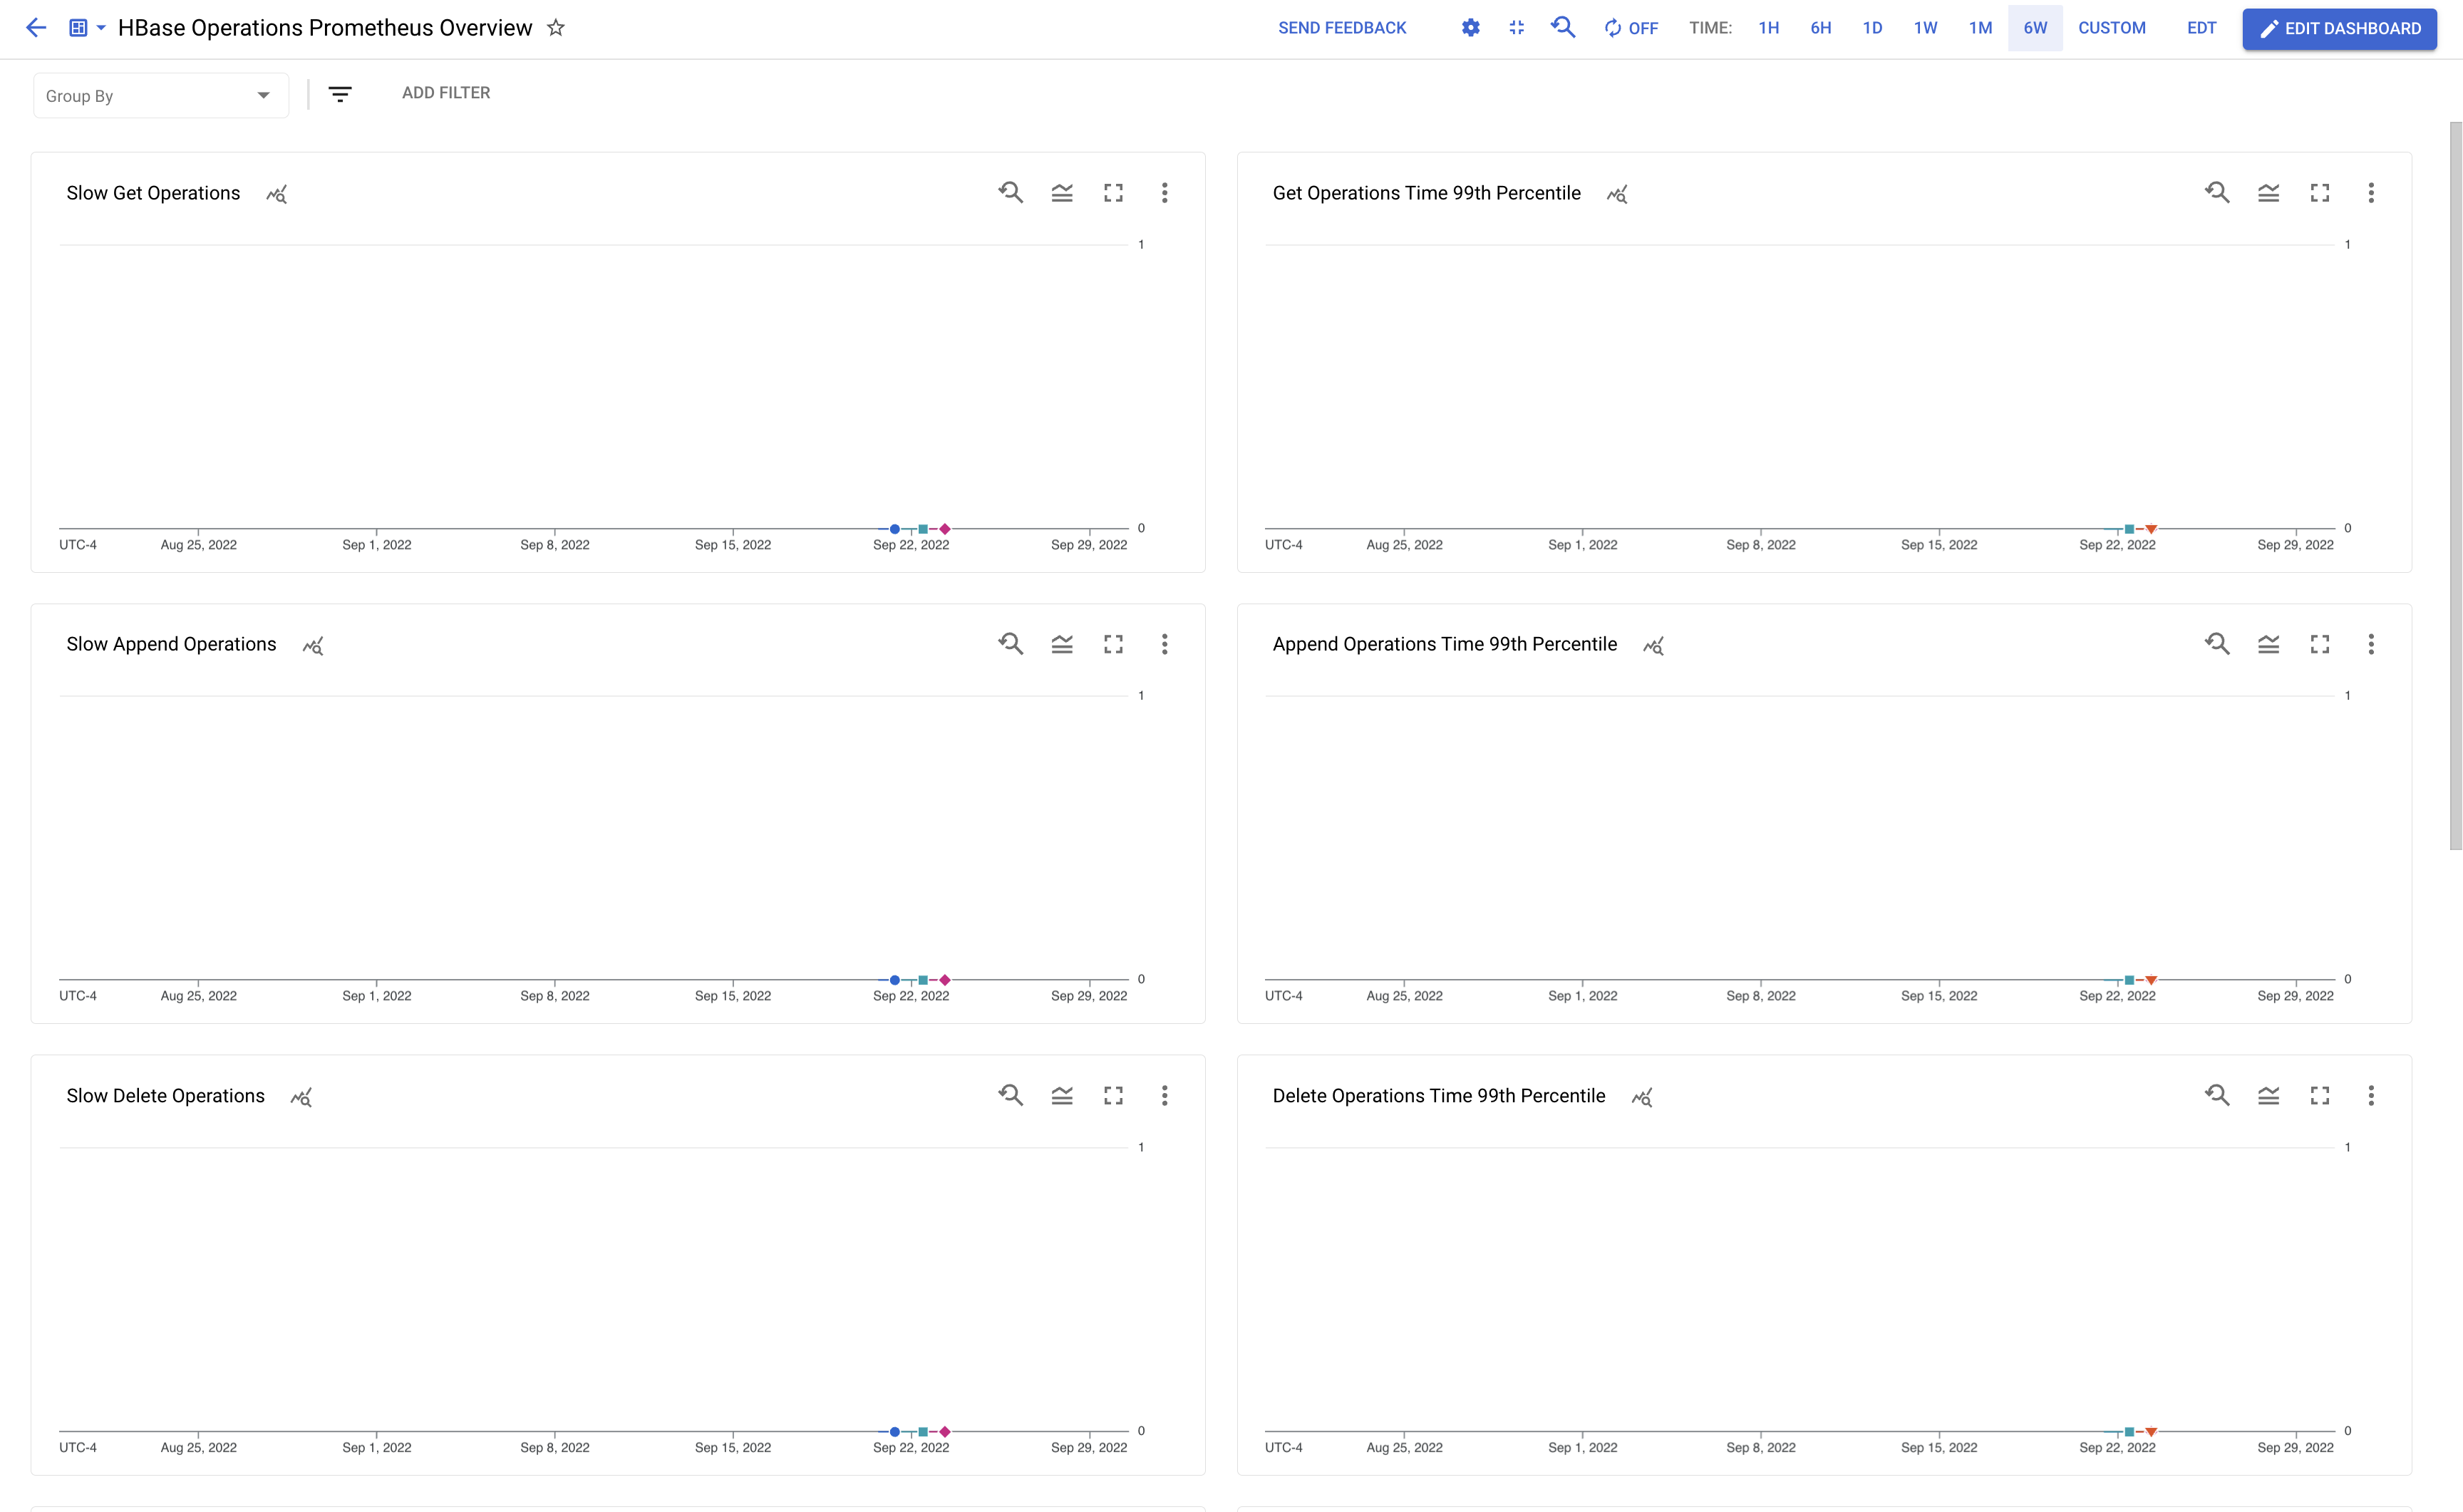 HBase Operations Prometheus Overview
SEND FEEDBACK OFF TIME: 1H 6H 1D 1W 1M 6W CUSTOM EDT EDIT DASHBOARD
Group By ADD FILTER
Slow Get Operations
1
0
UTC-4 Aug 25, 2022 Sep 1, 2022 Sep 8, 2022 Sep 15, 2022 Sep 22, 2022 Sep 29, 2022
Get Operations Time 99th Percentile
1
0
UTC-4 Aug 25, 2022 Sep 1, 2022 Sep 8, 2022 Sep 15, 2022 Sep 22, 2022 Sep 29, 2022
Slow Append Operations
1
0
UTC-4 Aug 25, 2022 Sep 1, 2022 Sep 8, 2022 Sep 15, 2022 Sep 22, 2022 Sep 29, 2022
Append Operations Time 99th Percentile
1
0
UTC-4 Aug 25, 2022 Sep 1, 2022 Sep 8, 2022 Sep 15, 2022 Sep 22, 2022 Sep 29, 2022
Slow Delete Operations
1
0
UTC-4 Aug 25, 2022 Sep 1, 2022 Sep 8, 2022 Sep 15, 2022 Sep 22, 2022 Sep 29, 2022
Delete Operations Time 99th Percentile
1
0
UTC-4 Aug 25, 2022 Sep 1, 2022 Sep 8, 2022 Sep 15, 2022 Sep 22, 2022 Sep 29, 2022